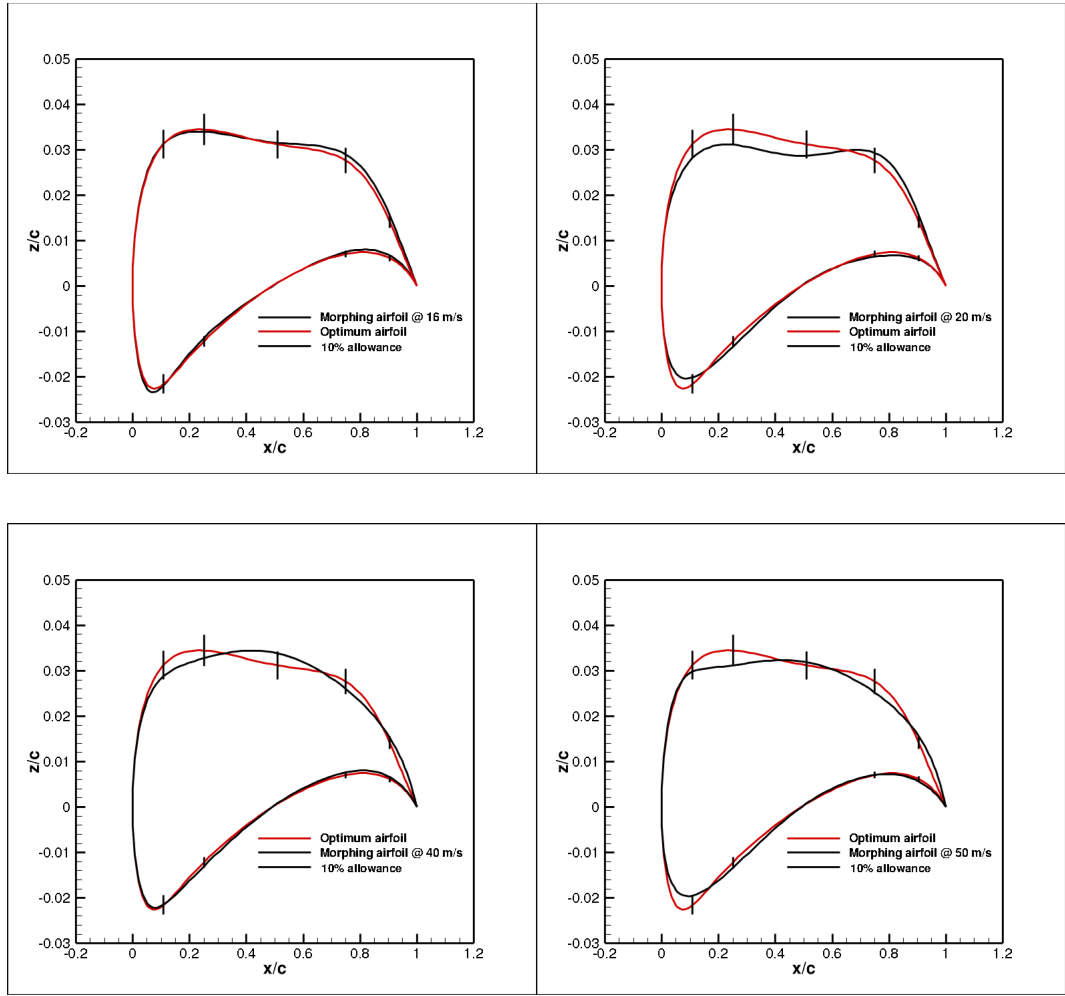 0.05
0.04
0.03
0.02
0.01
0
-0.01
-0.02
-0.03
z/c
-0.2 0 0.2 0.4 0.6 0.8 1 1.2
x/c
Morphing airfoil @ 16 m/s
Optimum airfoil
10% allowance
0.05
0.04
0.03
0.02
0.01
0
-0.01
-0.02
-0.03
z/c
-0.2 0 0.2 0.4 0.6 0.8 1 1.2
x/c
Morphing airfoil @ 20 m/s
Optimum airfoil
10% allowance
0.05
0.04
0.03
0.02
0.01
0
-0.01
-0.02
-0.03
z/c
-0.2 0 0.2 0.4 0.6 0.8 1 1.2
x/c
Optimum airfoil
Morphing airfoil @ 40 m/s
10% allowance
0.05
0.04
0.03
0.02
0.01
0
-0.01
-0.02
-0.03
z/c
-0.2 0 0.2 0.4 0.6 0.8 1 1.2
x/c
Optimum airfoil
Morphing airfoil @ 50 m/s
10% allowance